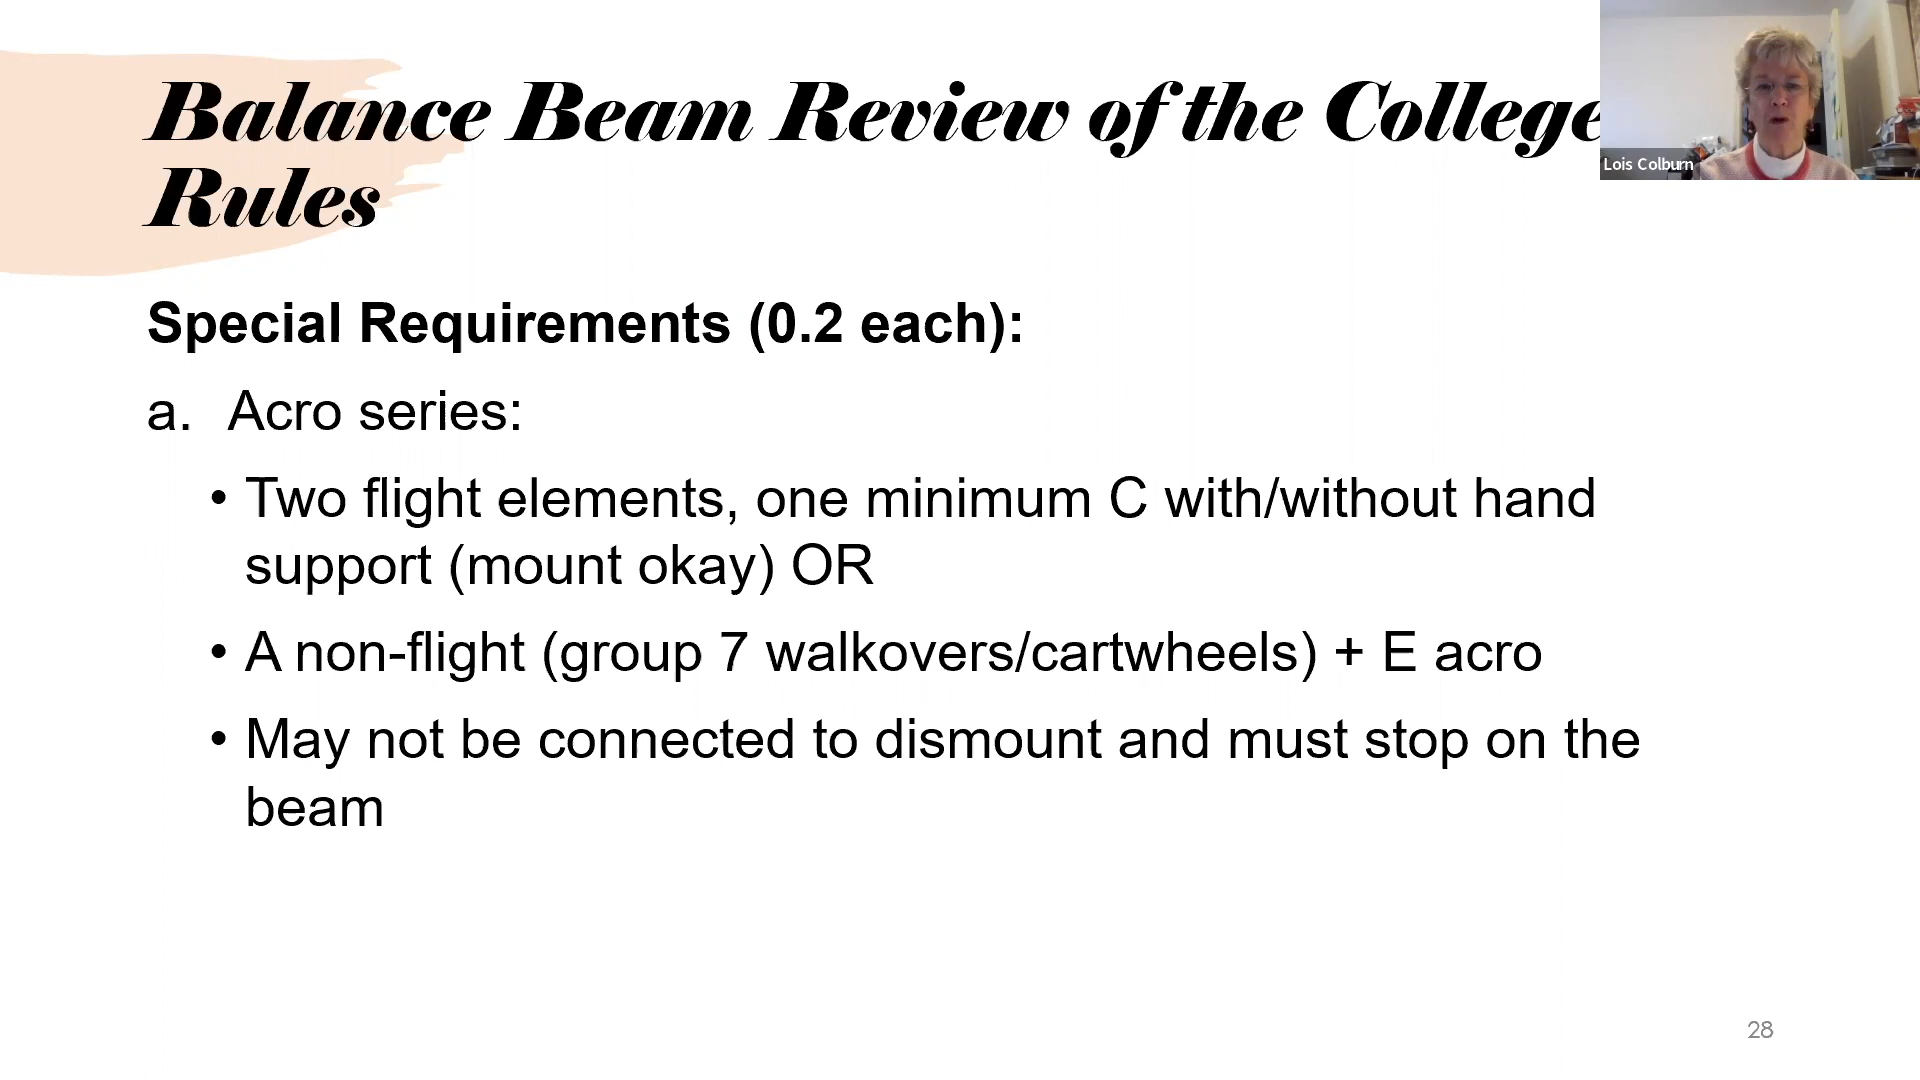 Balance Beam Review of the College
Rules
Lois Colburn
Special Requirements (0.2 each):
a. Acro series:
• Two flight elements, one minimum C with/without hand
support (mount okay) OR
• A non-flight (group 7 walkovers/cartwheels) + E acro
• May not be connected to dismount and must stop on the
beam
28